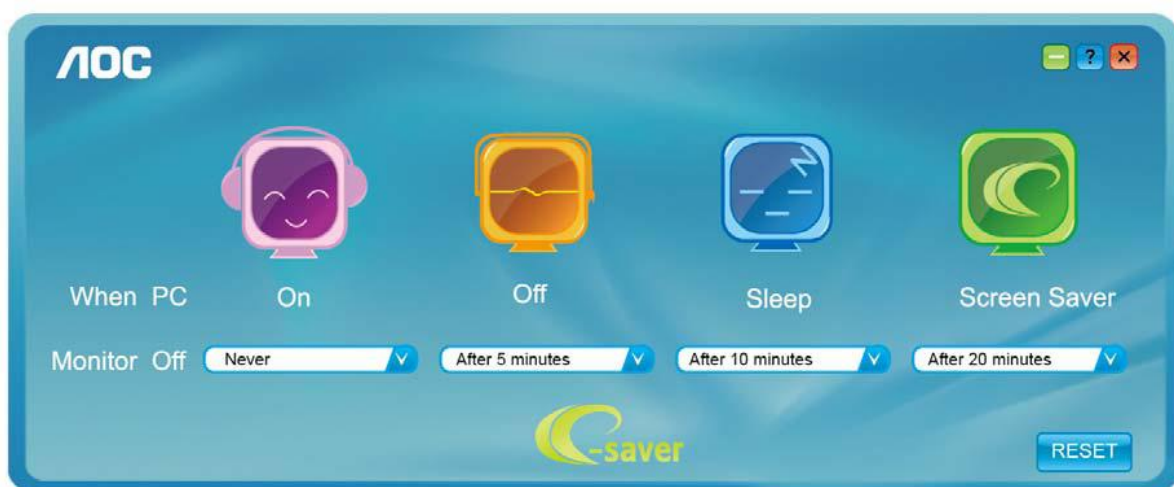 AOC
?
When PC On Off Sleep Screen Saver
Monitor Off Never After 5 minutes After 10 minutes After 20 minutes
e-saver
RESET